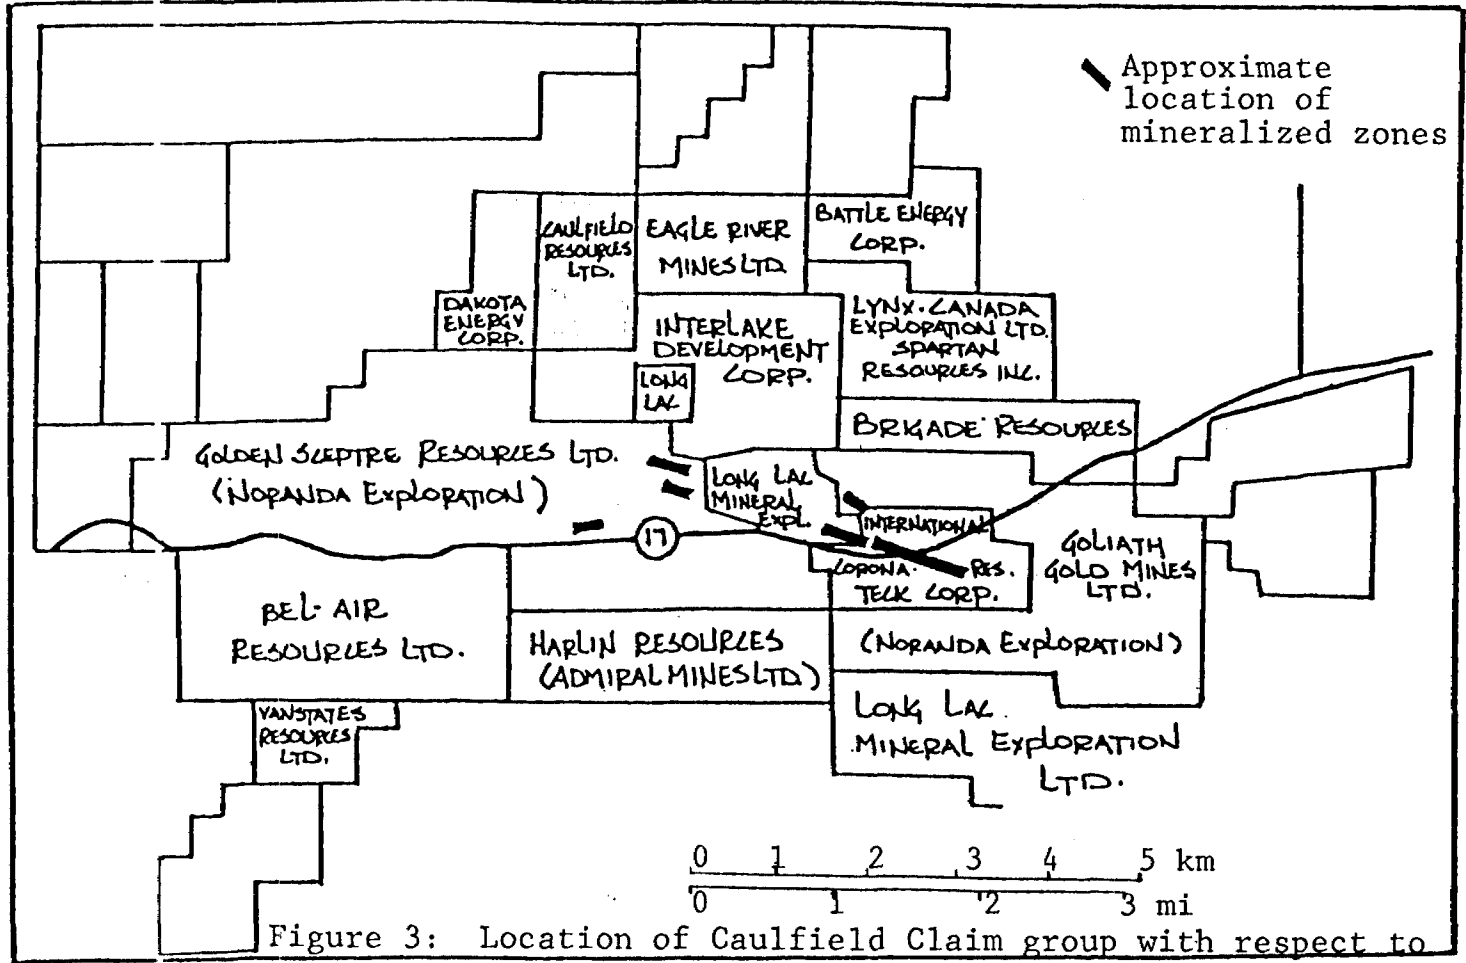 Approximate
location of
mineralized zones
CAULFIELD
RESOURCES
LTD.
EAGLE RIVER
MINES LTD.
BATTLE ENERGY
CORP.
DAKOTA
ENERGY
CORP.
INTERLAKE
DEVELOPMENT
CORP.
LYNX-CANADA
EXPLORATION LTD.
SPARTAN
RESOURCES INC.
LONG
LAC
BRIGADE RESOURCES
GOLDEN SCEPTRE RESOURCES LTD.
(NORANDA EXPLORATION)
LONG LAC
MINERAL
EXPL.
17
INTERNATIONAL
CORONA RES.
TECK CORP.
GOLIATH
GOLD MINES
LTD.
(NORANDA EXPLORATION)
BEL-AIR
RESOURCES LTD.
HARLIN RESOURCES
(ADMIRAL MINES LTD.)
VANSTATES
RESOURCES
LTD.
LONG LAC
MINERAL EXPLORATION
LTD.
0 1 2 3 4 5 km
0 1 2 3 mi
Figure 3: Location of Caulfield Claim group with respect to